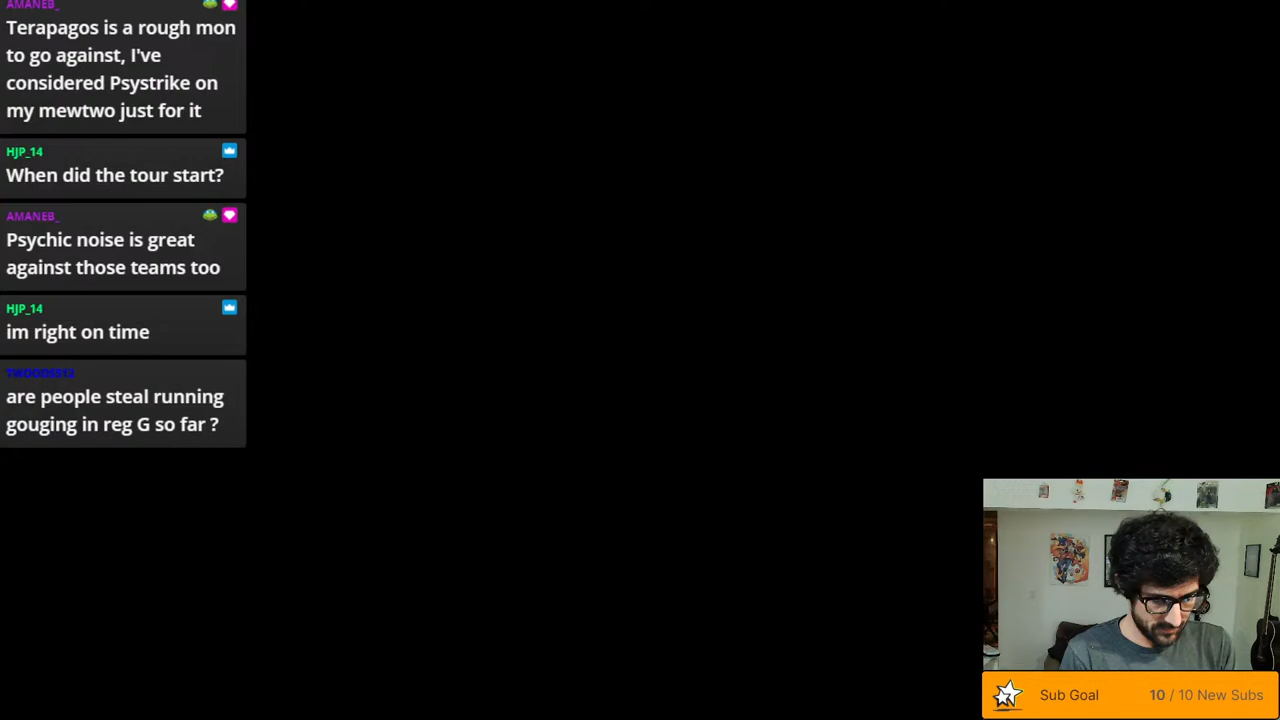 AMANEB_
Terapagos is a rough mon
to go against, I've
considered Psystrike on
my mewtwo just for it
HJP_14
When did the tour start?
AMANEB_
Psychic noise is great
against those teams too
HJP_14
im right on time
TWOODS512
are people steal running
gouging in reg G so far ?
Sub Goal
10 / 10 New Subs